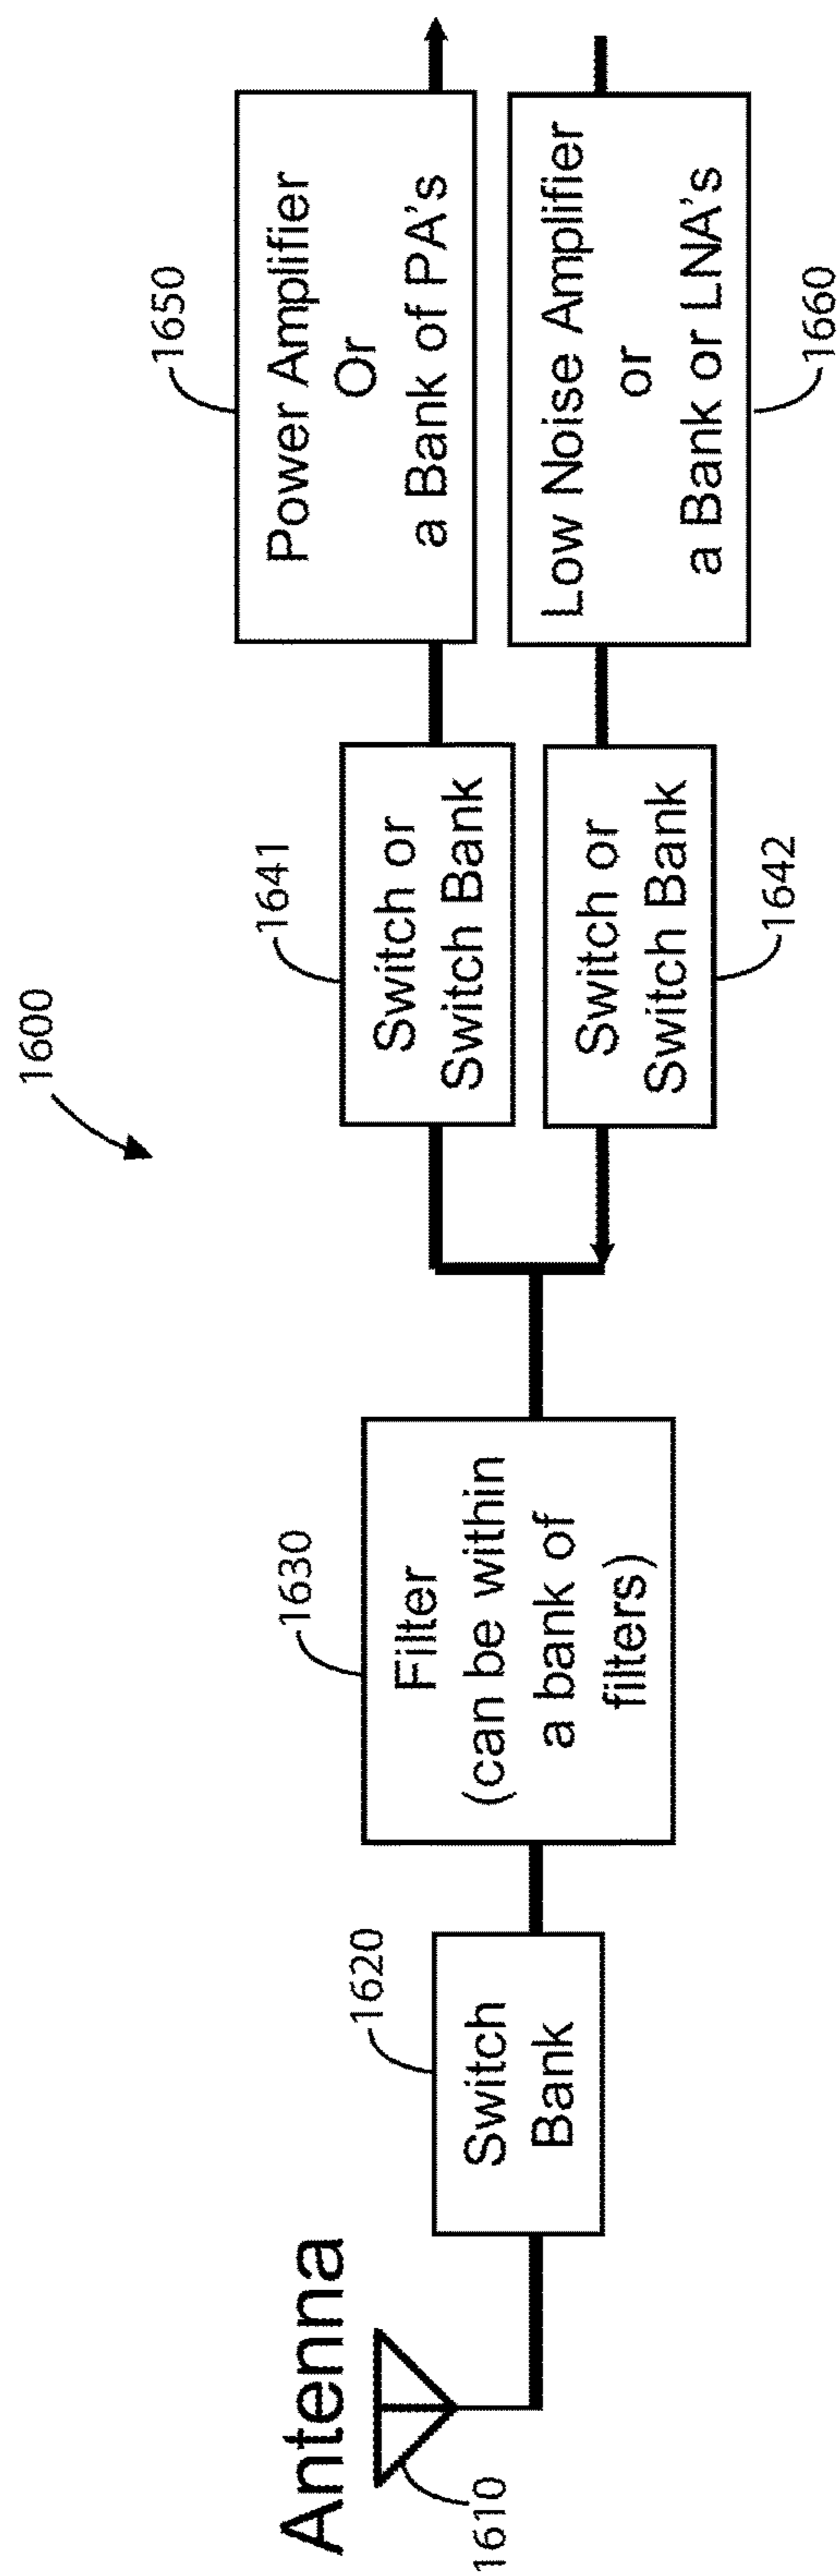 1600
Antenna
1610
1620
Switch
Bank
1630
Filter
(can be within
a bank of
filters)
1641
Switch or
Switch Bank
1650
Power Amplifier
Or
a Bank of PA's
Switch or
Switch Bank
1642
Low Noise Amplifier
or
a Bank or LNA's
1660